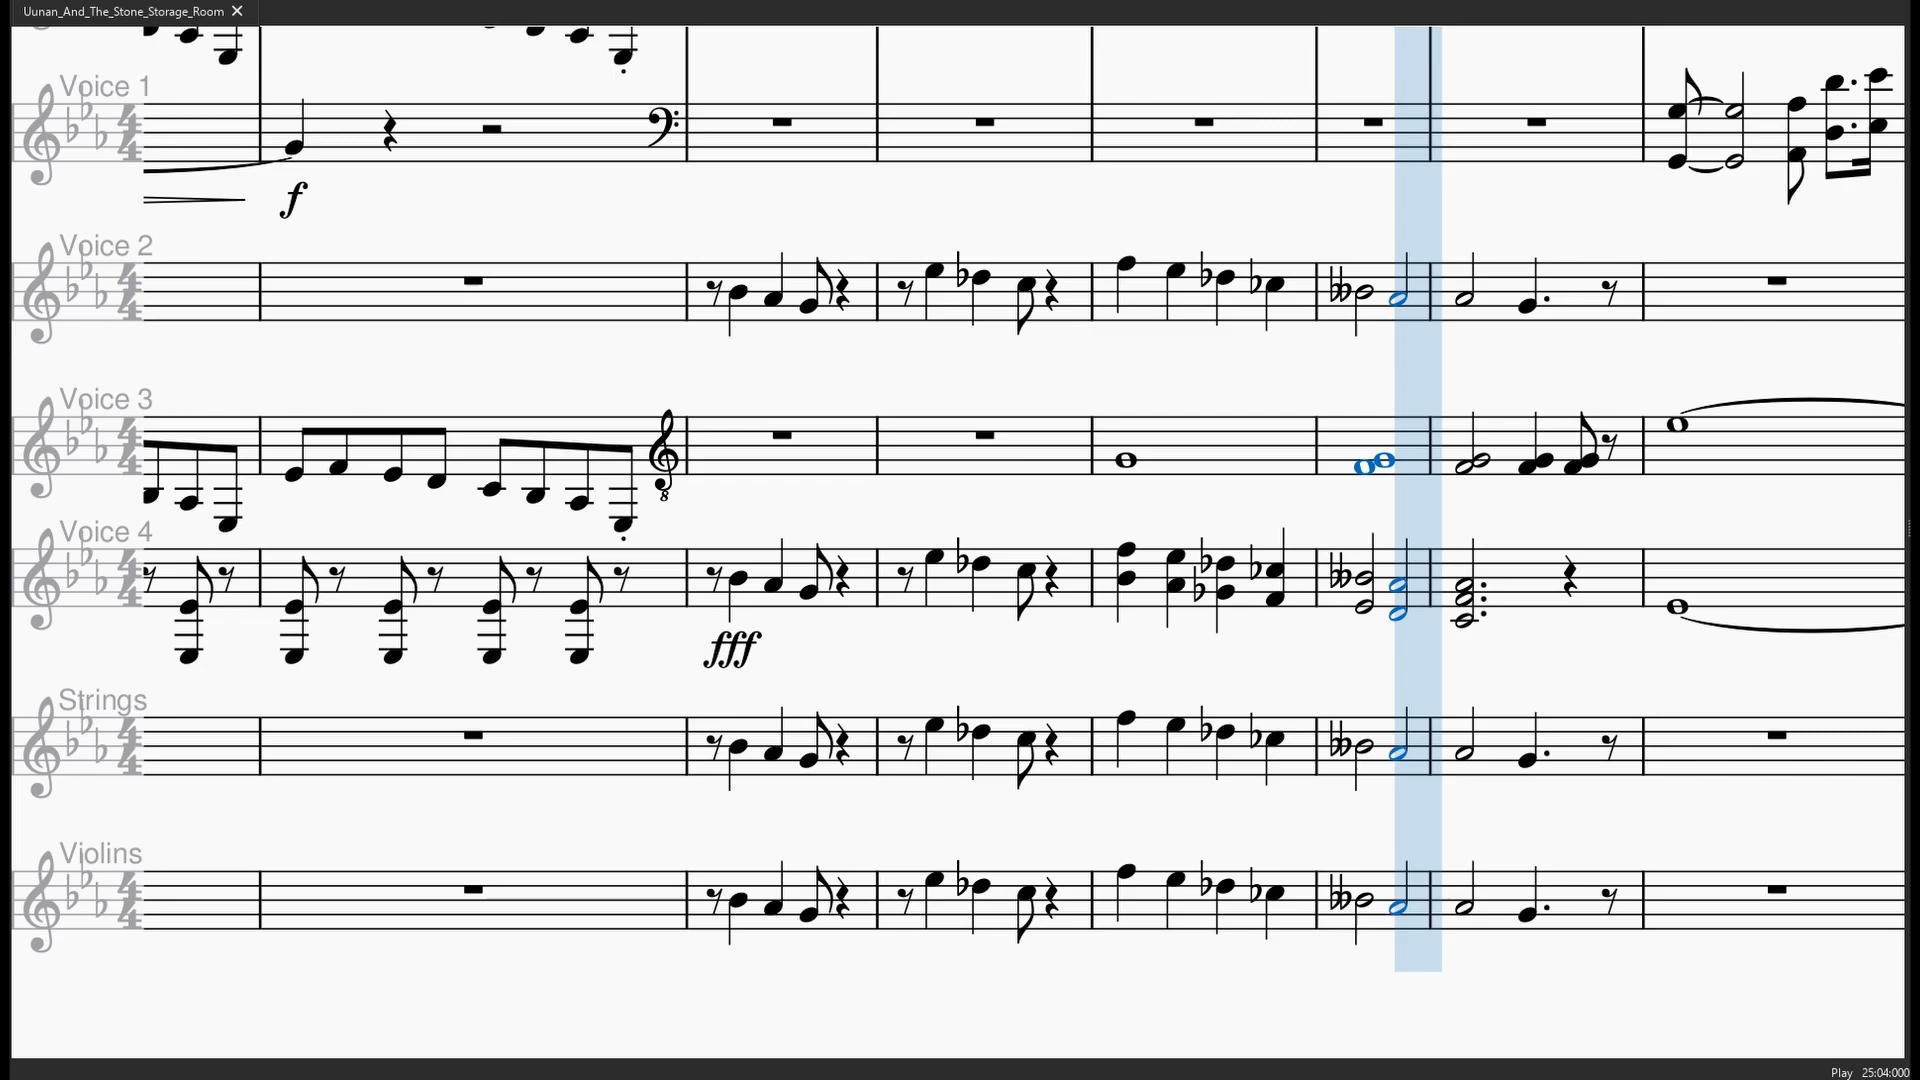 Uunan_And_The_Stone_Storage_Room
Voice 1
f
Voice 2
Voice 3
Voice 4
fff
Strings
Violins
Play 25:04:000